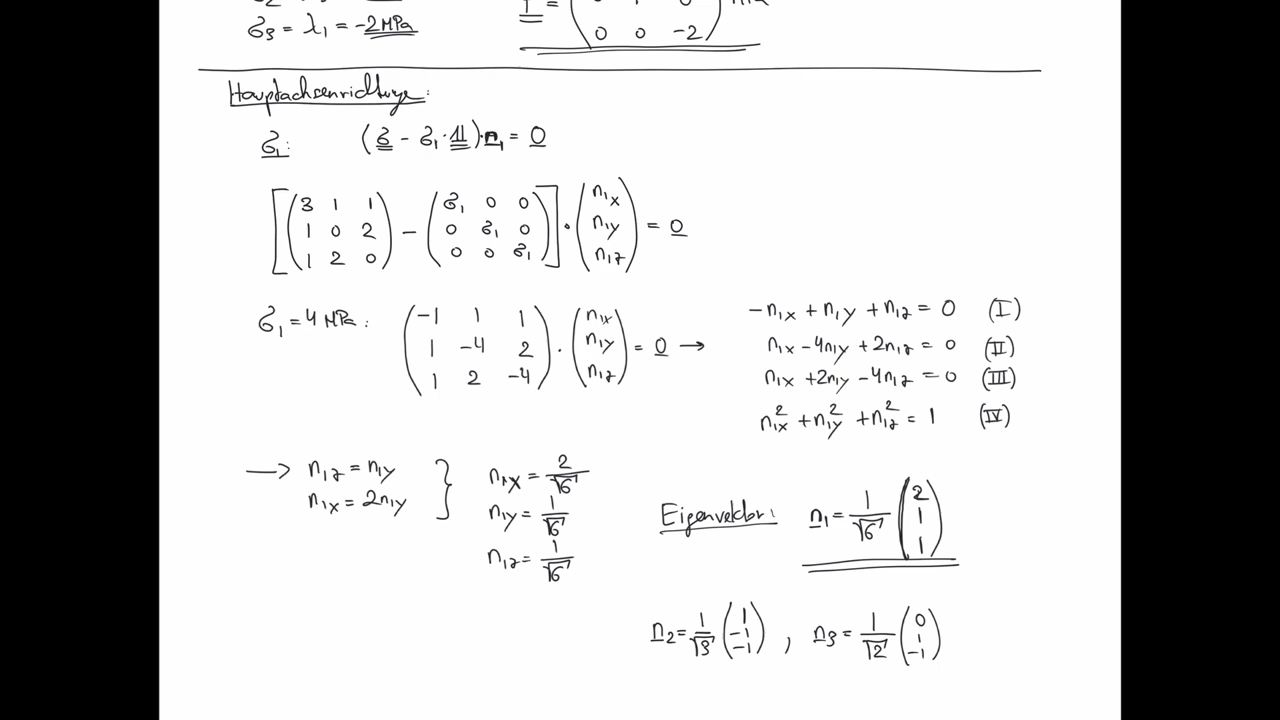 σ₃ = λ₁ = -2 MPa
0 0 -2
Hauptachsenrichtunge:
σ₁: (σ - σ₁·1)·n₁ = 0
[(3 1 1; 1 0 2; 1 2 0) - (σ₁ 0 0; 0 σ₁ 0; 0 0 σ₁)]·(n₁x; n₁y; n₁z) = 0
σ₁ = 4 MPa: (-1 1 1; 1 -4 2; 1 2 -4)·(n₁x; n₁y; n₁z) = 0 →
-n₁x + n₁y + n₁z = 0 (I)
n₁x - 4n₁y + 2n₁z = 0 (II)
n₁x + 2n₁y - 4n₁z = 0 (III)
n₁x² + n₁y² + n₁z² = 1 (IV)
→ n₁z = n₁y
n₁x = 2n₁y
} n₁x = 2/√6
n₁y = 1/√6
n₁z = 1/√6
Eigenvektor: n₁ = 1/√6 (2; 1; 1)
n₂ = 1/√3 (1; -1; -1), n₃ = 1/√2 (0; 1; -1)